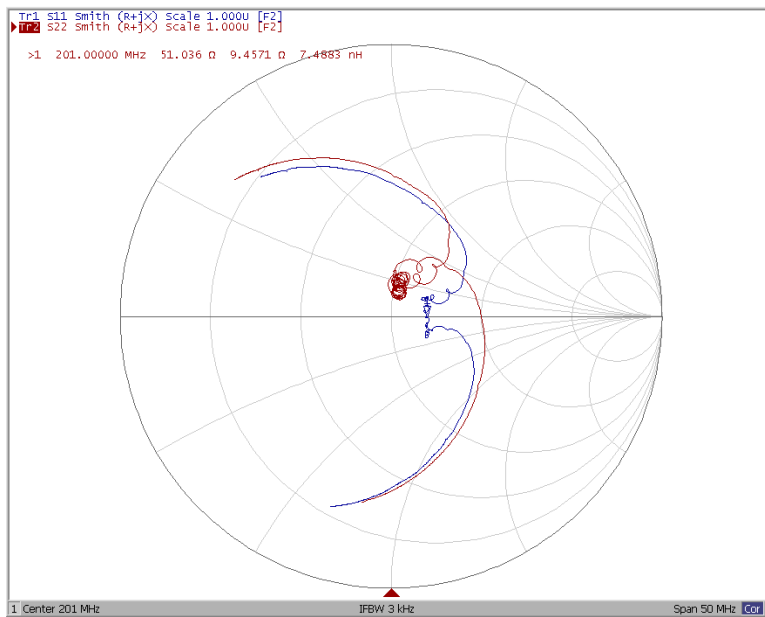 Tr1 S11 Smith (R+jX) Scale 1.000U [F2]
Tr2 S22 Smith (R+jX) Scale 1.000U [F2]
>1 201.00000 MHz 51.036 Ω 9.4571 Ω 7.4883 nH
1 Center 201 MHz IFBW 3 kHz Span 50 MHz Cor